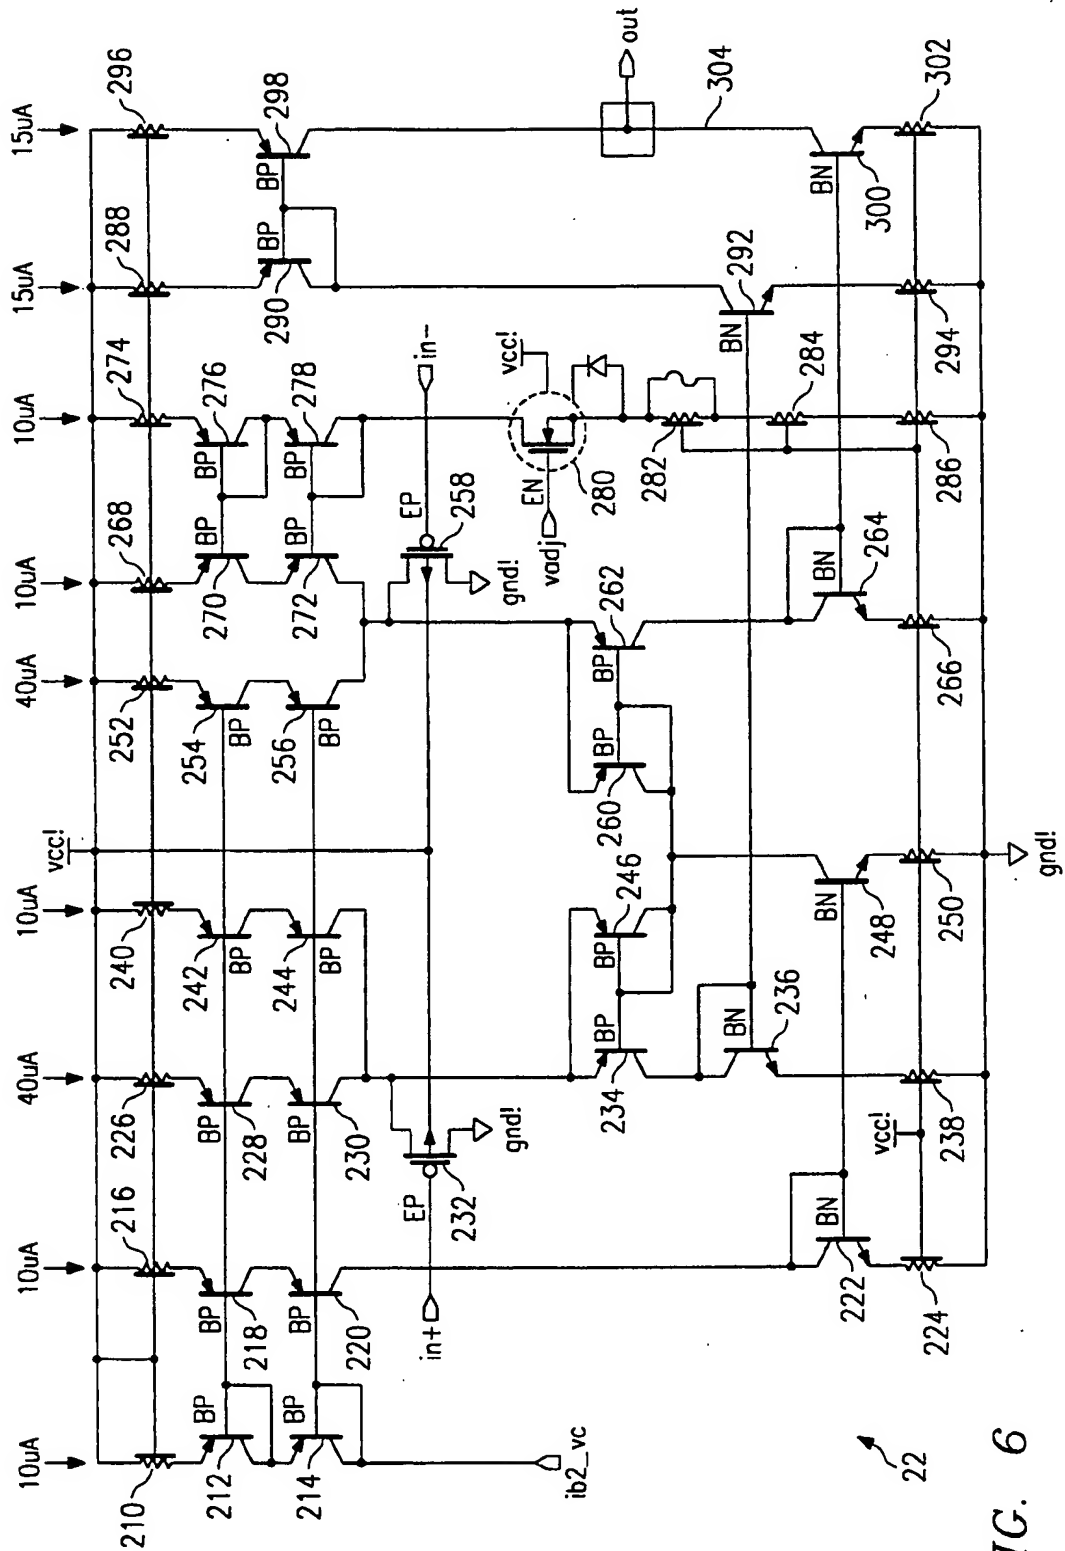 10uA 10uA 40uA 10uA 40uA 10uA 10uA 15uA 15uA
vcc!
210 216 226 240 252 268 274 288 296
212 BP 218 BP 228 BP 242 BP 254 BP 270 BP 276 BP
214 BP 220 BP 230 BP 244 BP 256 BP 272 BP 278 BP
290 BP 298 BP
in+ EP 232 gnd!
258 EP in- gnd!
ib2_vc
vadj EN 280 vcc!
234 BP 246 BP 260 BP 262 BP
282
out
304
236 BN 292 BN
284
222 BN 248 BN 264 BN 300 BN
vcc!
224 238 250 266 286 294 302
gnd!
22
IG. 6